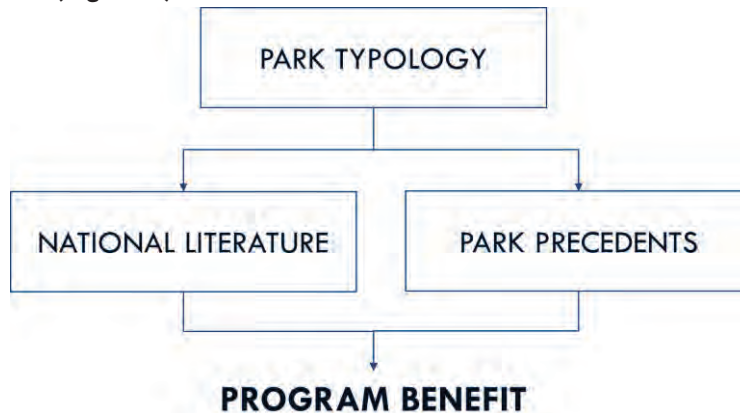 PARK TYPOLOGY
NATIONAL LITERATURE
PARK PRECEDENTS
PROGRAM BENEFIT